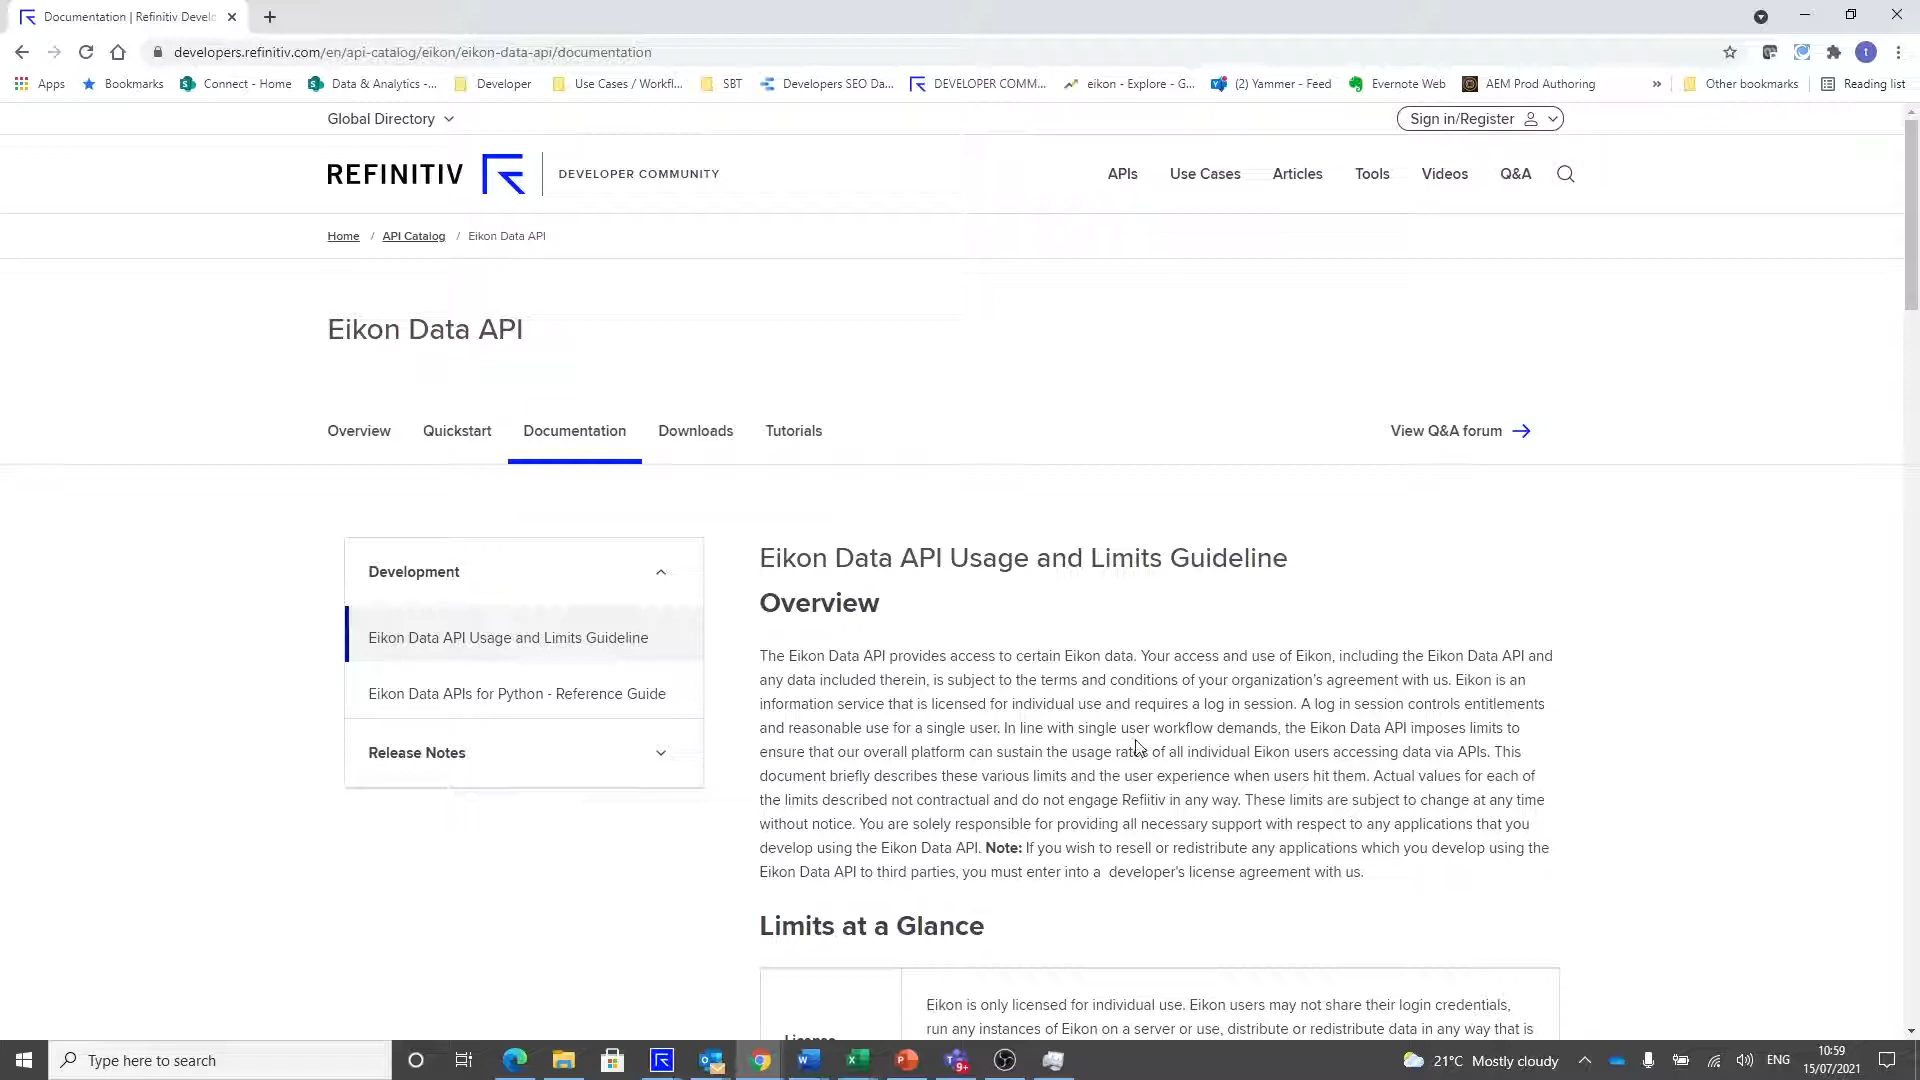 Documentation | Refinitiv Develo
developers.refinitiv.com/en/api-catalog/eikon/eikon-data-api/documentation
t
Apps
Bookmarks
Connect - Home
Data & Analytics -...
Developer
Use Cases / Workfl...
SBT
Developers SEO Da...
DEVELOPER COMM...
eikon - Explore - G...
(2) Yammer - Feed
Evernote Web
AEM Prod Authoring
»
Other bookmarks
Reading list
Global Directory
Sign in/Register
REFINITIV
DEVELOPER COMMUNITY
APIs
Use Cases
Articles
Tools
Videos
Q&A
Home / API Catalog / Eikon Data API
Eikon Data API
Overview
Quickstart
Documentation
Downloads
Tutorials
View Q&A forum
Development
Eikon Data API Usage and Limits Guideline
Eikon Data APIs for Python - Reference Guide
Release Notes
Eikon Data API Usage and Limits Guideline
Overview
The Eikon Data API provides access to certain Eikon data. Your access and use of Eikon, including the Eikon Data API and
any data included therein, is subject to the terms and conditions of your organization's agreement with us. Eikon is an
information service that is licensed for individual use and requires a log in session. A log in session controls entitlements
and reasonable use for a single user. In line with single user workflow demands, the Eikon Data API imposes limits to
ensure that our overall platform can sustain the usage rates of all individual Eikon users accessing data via APIs. This
document briefly describes these various limits and the user experience when users hit them. Actual values for each of
the limits described not contractual and do not engage Refiitiv in any way. These limits are subject to change at any time
without notice. You are solely responsible for providing all necessary support with respect to any applications that you
develop using the Eikon Data API. Note: If you wish to resell or redistribute any applications which you develop using the
Eikon Data API to third parties, you must enter into a developer's license agreement with us.
Limits at a Glance
Eikon is only licensed for individual use. Eikon users may not share their login credentials,
run any instances of Eikon on a server or use, distribute or redistribute data in any way that is
Type here to search
9+
21°C Mostly cloudy
ENG
10:59
15/07/2021